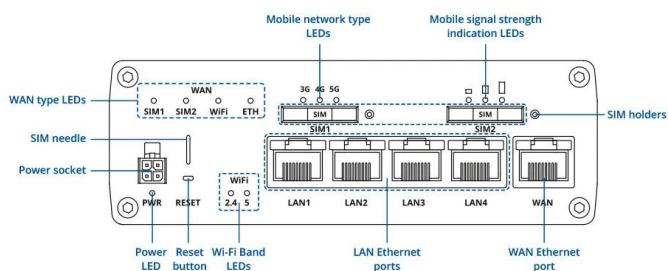 Mobile network type
LEDs
Mobile signal strength
indication LEDs
WAN type LEDs
WAN
SIM1 SIM2 WiFi ETH
3G 4G 5G
SIM
SIM1
SIM
SIM2
SIM holders
SIM needle
Power socket
PWR
RESET
WiFi
2.4 5
LAN1
LAN2
LAN3
LAN4
WAN
Power
LED
Reset
button
Wi-Fi Band
LEDs
LAN Ethernet
ports
WAN Ethernet
port